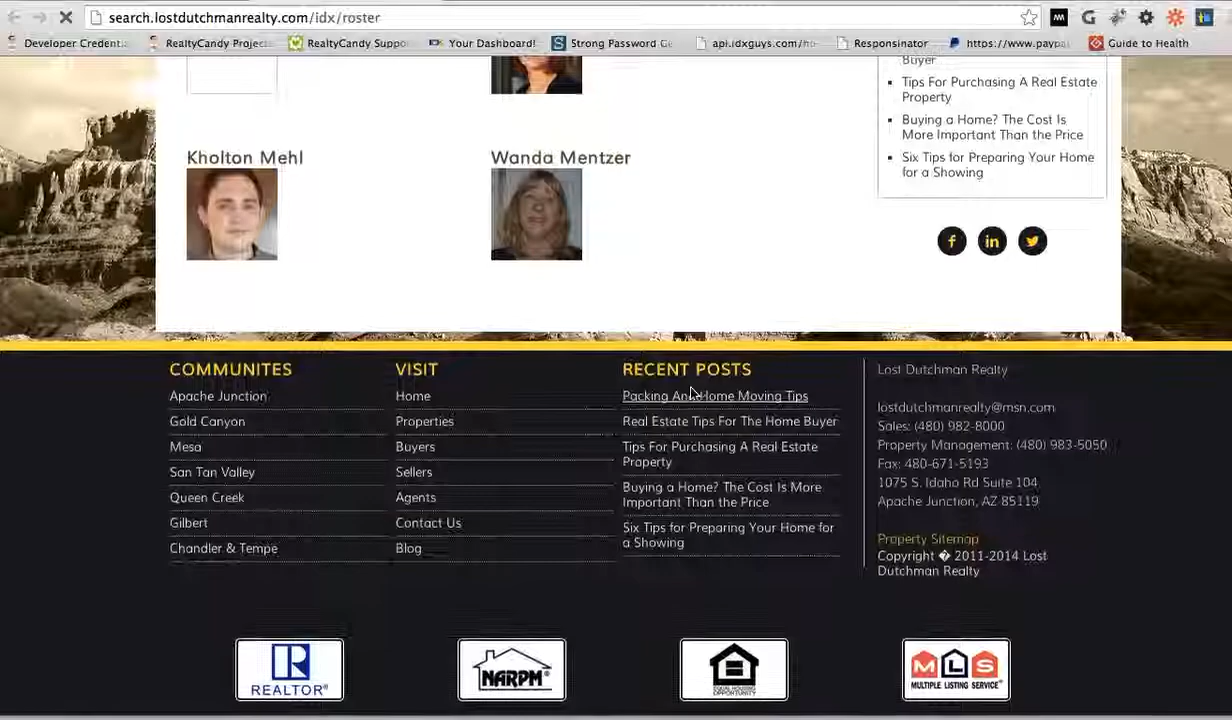 search.lostdutchmanrealty.com/idx/roster
Developer Credent
RealtyCandy Project
RealtyCandy Suppo
Your Dashboard!
Strong Password Ge
api.idxguys.com/
Responsinator
https://www.paypa
Guide to Health
Buyer
Tips For Purchasing A Real Estate
Property
Buying a Home? The Cost Is
More Important Than the Price
Six Tips for Preparing Your Home
for a Showing
Kholton Mehl
Wanda Mentzer
COMMUNITES
Apache Junction
Gold Canyon
Mesa
San Tan Valley
Queen Creek
Gilbert
Chandler & Tempe
VISIT
Home
Properties
Buyers
Sellers
Agents
Contact Us
Blog
RECENT POSTS
Packing And Home Moving Tips
Real Estate Tips For The Home Buyer
Tips For Purchasing A Real Estate
Property
Buying a Home? The Cost Is More
Important Than the Price
Six Tips for Preparing Your Home for
a Showing
Lost Dutchman Realty
lostdutchmanrealty@msn.com
Sales: (480) 982-8000
Property Management: (480) 983-5050
Fax: 480-671-5193
1075 S. Idaho Rd Suite 104
Apache Junction, AZ 85119
Property Sitemap
Copyright � 2011-2014 Lost
Dutchman Realty
REALTOR®
NARPM®
EQUAL HOUSING
OPPORTUNITY
MLS
MULTIPLE LISTING SERVICE